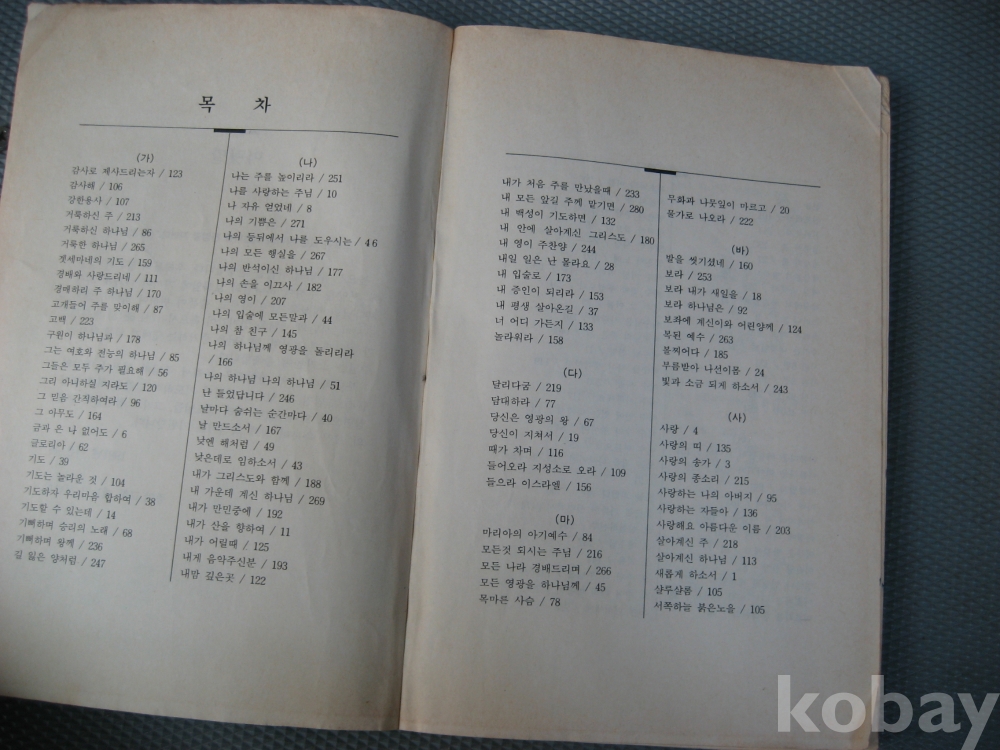 목 차
(가)
감사로 제사드리는자 / 123
감사해 / 106
강한용사 / 107
거룩하신 주 / 213
거룩하신 하나님 / 86
거룩한 하나님 / 265
겟세마네의 기도 / 159
경배와 사랑드리네 / 111
경배하리 주 하나님 / 170
고개들어 주를 맞이해 / 87
고백 / 223
구원이 하나님과 / 178
그는 여호와 전능의 하나님 / 85
그들은 모두 주가 필요해 / 56
그리 아니하실 지라도 / 120
그 믿음 간직하여라 / 96
그 아무도 / 164
금과 은 나 없어도 / 6
글로리아 / 62
기도 / 39
기도는 놀라운 것 / 104
기도하자 우리마음 합하여 / 38
기도할 수 있는데 / 14
기뻐하며 승리의 노래 / 68
기뻐하며 왕께 / 236
길 잃은 양처럼 / 247
(나)
나는 주를 높이리라 / 251
나를 사랑하는 주님 / 10
나 자유 얻었네 / 8
나의 기쁨은 / 271
나의 등뒤에서 나를 도우시는 / 46
나의 모든 행실을 / 267
나의 반석이신 하나님 / 177
나의 손을 이끄사 / 182
나의 영이 / 207
나의 입술에 모든말과 / 44
나의 참 친구 / 145
나의 하나님께 영광을 돌리리라
/ 166
나의 하나님 나의 하나님 / 51
난 들었답니다 / 246
날마다 숨쉬는 순간마다 / 40
날 만드소서 / 167
낮엔 해처럼 / 49
낮은데로 임하소서 / 43
내가 그리스도와 함께 / 188
내 가운데 계신 하나님 / 269
내가 만민중에 / 192
내가 산을 향하여 / 11
내가 어릴때 / 125
내게 음악주신분 / 193
내밤 깊은곳 / 122
내가 처음 주를 만났을때 / 233
내 모든 앞길 주께 맡기면 / 280
내 백성이 기도하면 / 132
내 안에 살아계신 그리스도 / 180
내 영이 주찬양 / 244
내일 일은 난 몰라요 / 28
내 입술로 / 173
내 증인이 되리라 / 153
내 평생 살아온길 / 37
너 어디 가든지 / 133
놀라워라 / 158
(다)
달리다굼 / 219
담대하라 / 77
당신은 영광의 왕 / 67
당신이 지쳐서 / 19
때가 차며 / 116
들어오라 지성소로 오라 / 109
들으라 이스라엘 / 156
(마)
마리아의 아기예수 / 84
모든것 되시는 주님 / 216
모든 나라 경배드리며 / 266
모든 영광을 하나님께 / 45
목마른 사슴 / 78
무화과 나뭇잎이 마르고 / 20
물가로 나오라 / 222
(바)
발을 씻기셨네 / 160
보라 / 253
보라 내가 새일을 / 18
보라 하나님은 / 92
보좌에 계신이와 어린양께 / 124
복된 예수 / 263
불찌어다 / 185
부름받아 나선이몸 / 24
빛과 소금 되게 하소서 / 243
(사)
사랑 / 4
사랑의 띠 / 135
사랑의 송가 / 3
사랑의 종소리 / 215
사랑하는 나의 아버지 / 95
사랑하는 자들아 / 136
사랑해요 아름다운 이름 / 203
살아계신 주 / 218
살아계신 하나님 / 113
새롭게 하소서 / 1
샬루샬롬 / 105
서쪽하늘 붉은노을 / 105
kobay